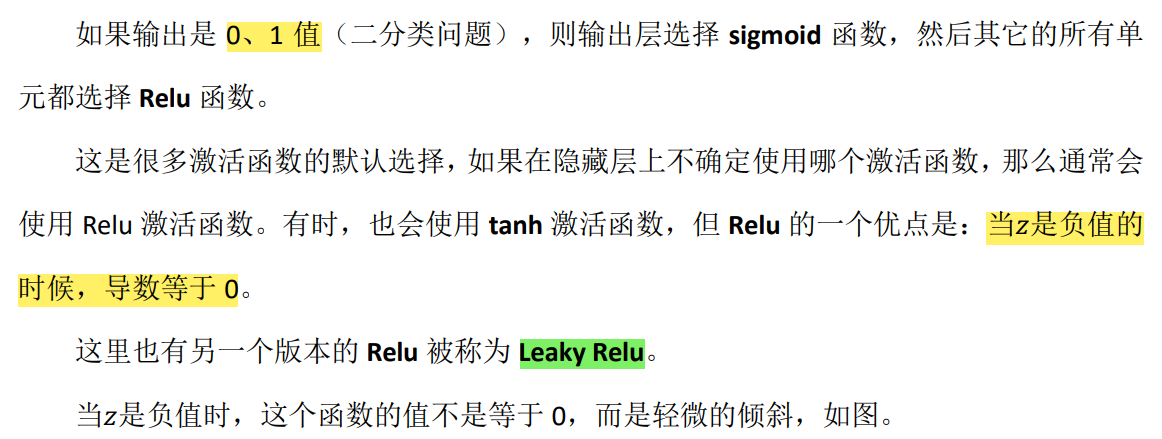 如果输出是 0、1 值（二分类问题），则输出层选择 sigmoid 函数，然后其它的所有单
元都选择 Relu 函数。
这是很多激活函数的默认选择，如果在隐藏层上不确定使用哪个激活函数，那么通常会
使用 Relu 激活函数。有时，也会使用 tanh 激活函数，但 Relu 的一个优点是：当z是负值的
时候，导数等于 0。
这里也有另一个版本的 Relu 被称为 Leaky Relu。
当z是负值时，这个函数的值不是等于 0，而是轻微的倾斜，如图。